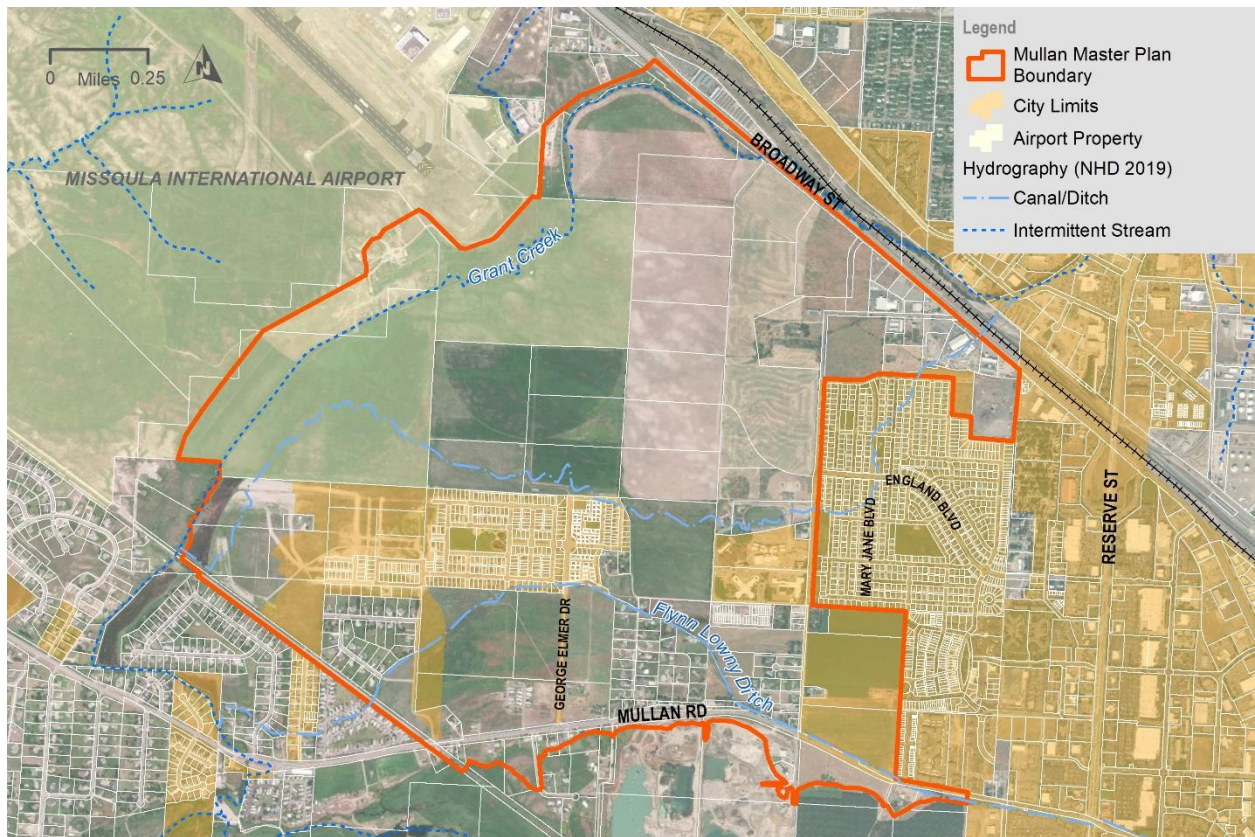 Legend
Mullan Master Plan
Boundary
City Limits
Airport Property
Hydrography (NHD 2019)
Canal/Ditch
Intermittent Stream
0 Miles 0.25
N
MISSOULA INTERNATIONAL AIRPORT
BROADWAY ST
Grant Creek
ENGLAND BLVD
MARY JANE BLVD
RESERVE ST
GEORGE ELMER DR
Flynn Lowny Ditch
MULLAN RD